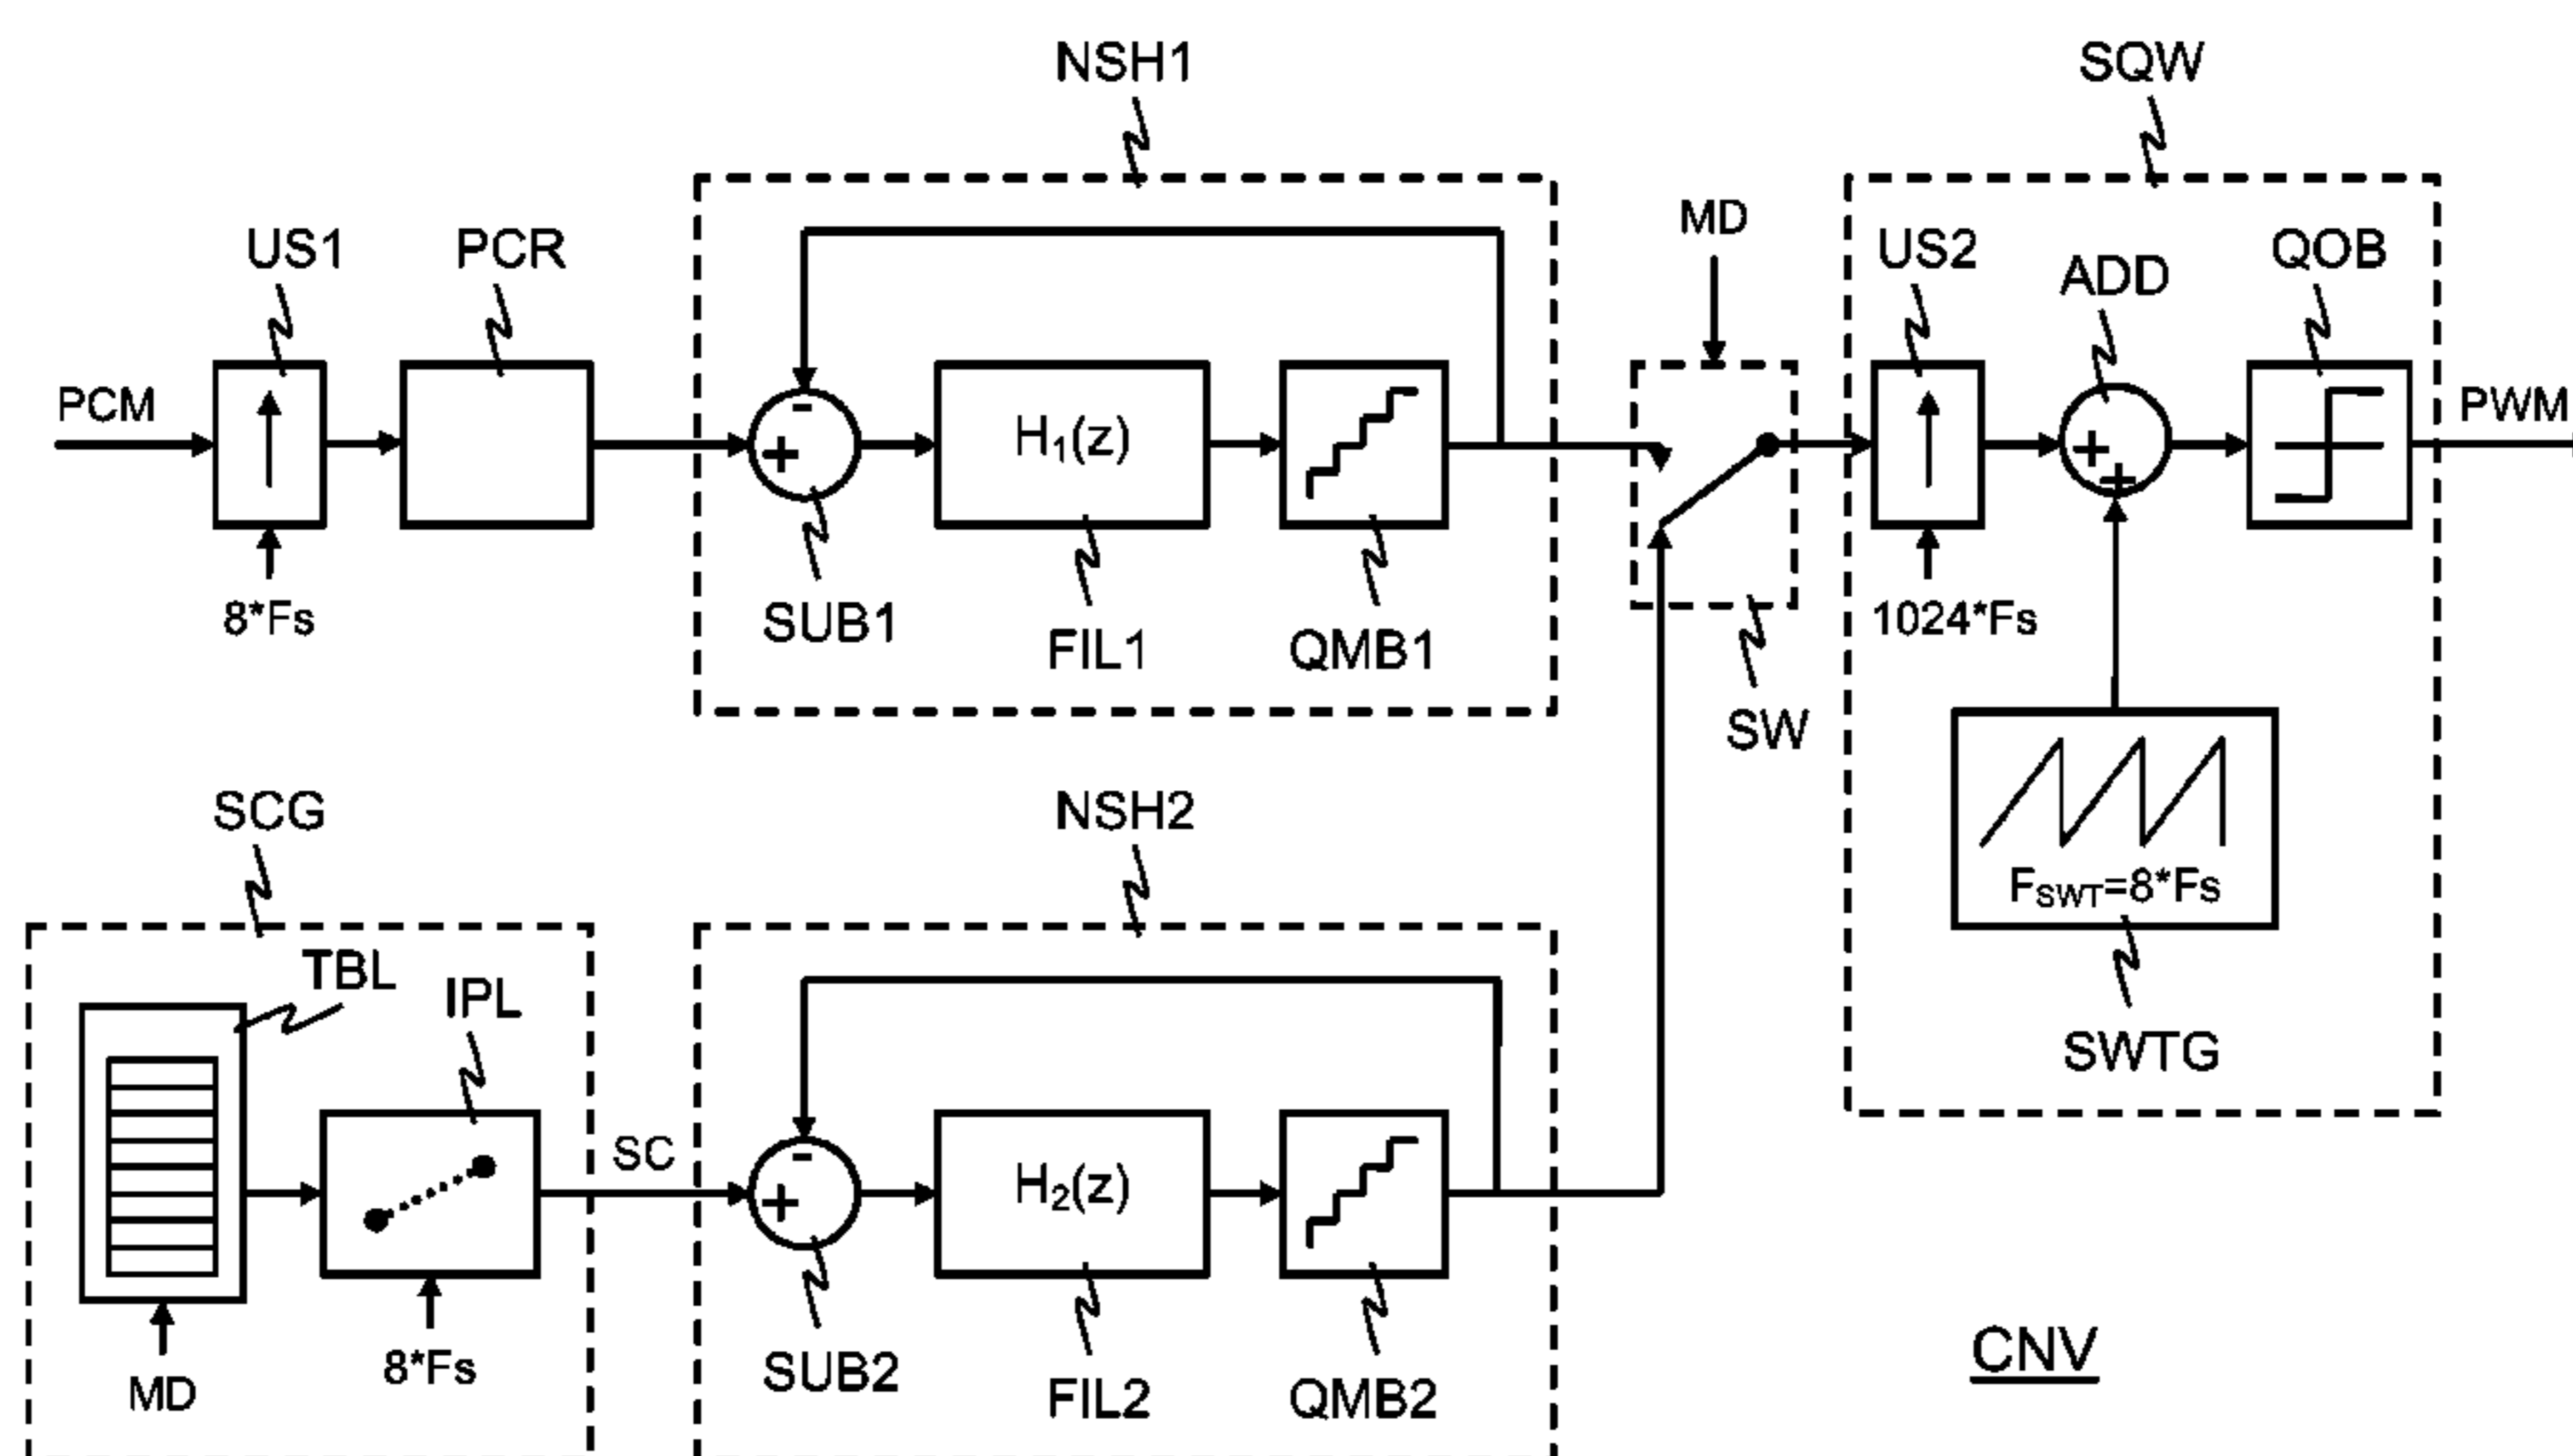 NSH1
SQW
MD
US1
PCR
US2
ADD
QOB
PCM
-
+
H₁(z)
+
+
PWM
8*Fs
SUB1
FIL1
QMB1
1024*Fs
SW
SCG
NSH2
F_SWT=8*Fs
TBL
IPL
SWTG
SC
-
+
H₂(z)
8*Fs
MD
SUB2
FIL2
QMB2
CNV